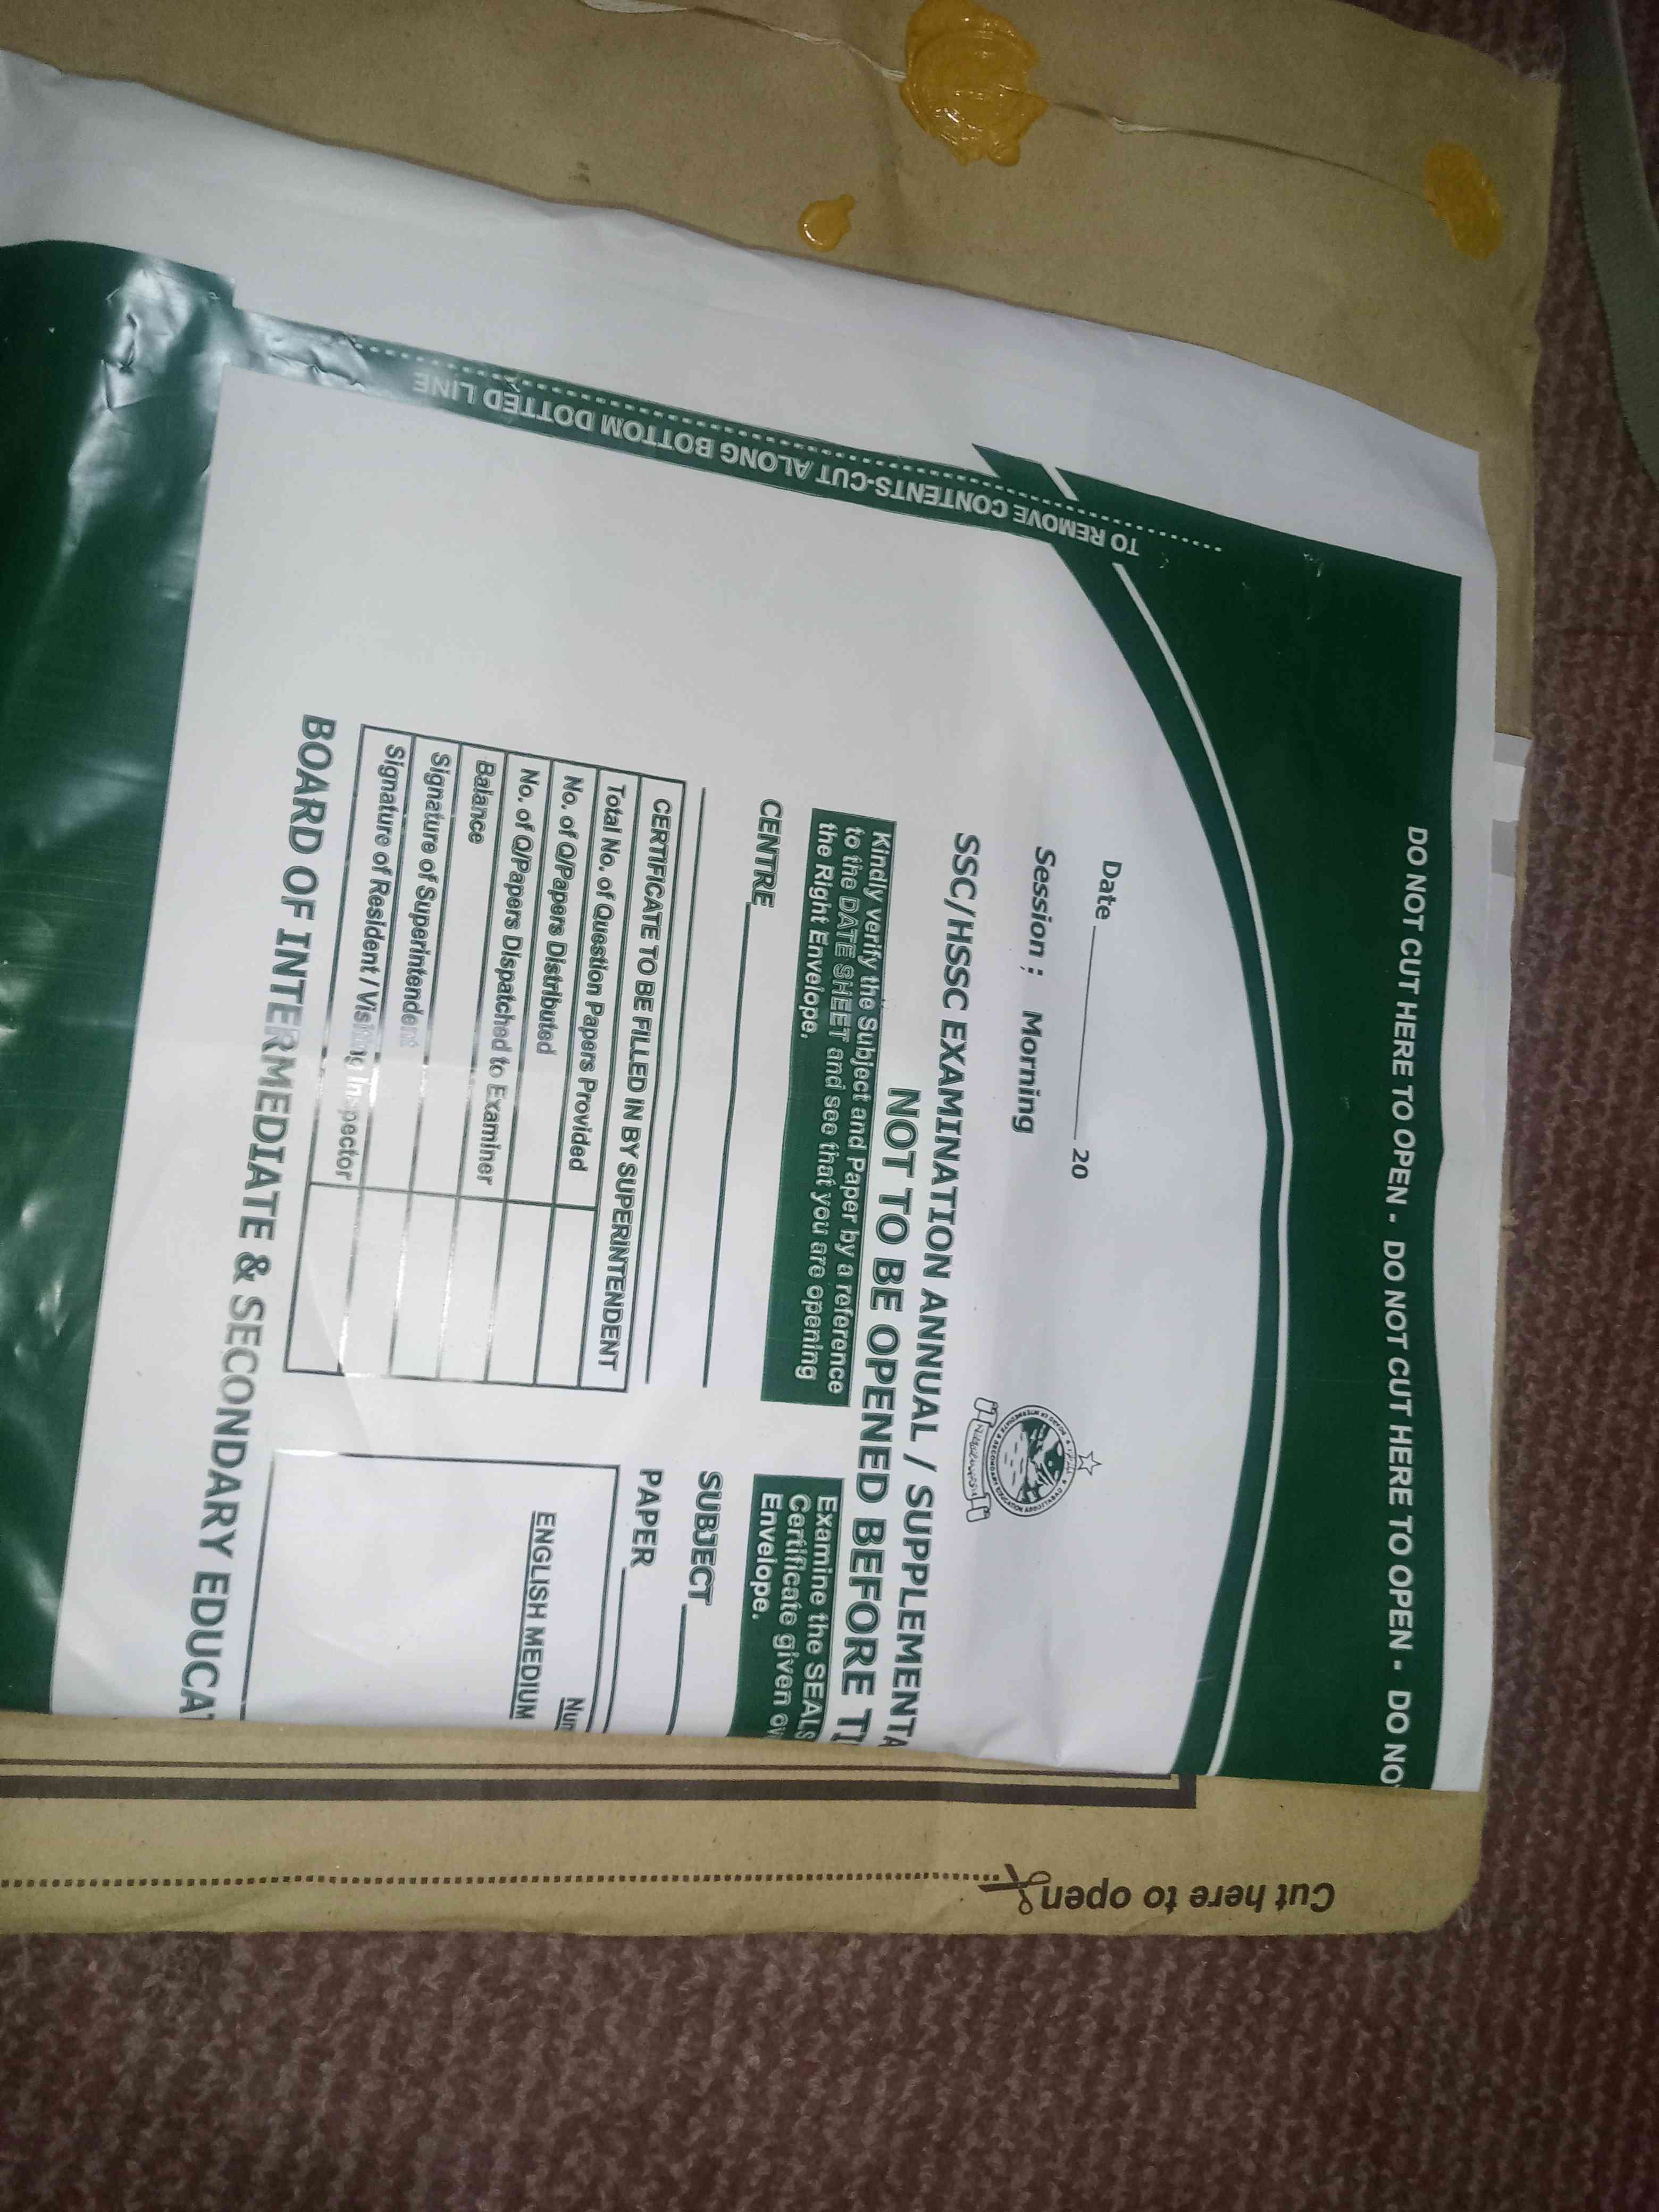 DO NOT CUT HERE TO OPEN - DO NOT CUT HERE TO OPEN - DO NO
Date 20
Session : Morning
SSC/HSSC EXAMINATION ANNUAL / SUPPLEMENTA
NOT TO BE OPENED BEFORE TI
Kindly verify the Subject and Paper by a reference
to the DATE SHEET and see that you are opening
the Right Envelope.
Examine the SEALS
Certificate given ov
Envelope.
CENTRE
SUBJECT
PAPER
CERTIFICATE TO BE FILLED IN BY SUPERINTENDENT
Total No. of Question Papers Provided
No. of Q/Papers Distributed
No. of Q/Papers Dispatched to Examiner
Balance
Signature of Superintendent
Signature of Resident / Visiting Inspector
Num
ENGLISH MEDIUM
BOARD OF INTERMEDIATE & SECONDARY EDUCAT
TO REMOVE CONTENTS-CUT ALONG BOTTOM DOTTED LINE
Cut here to open